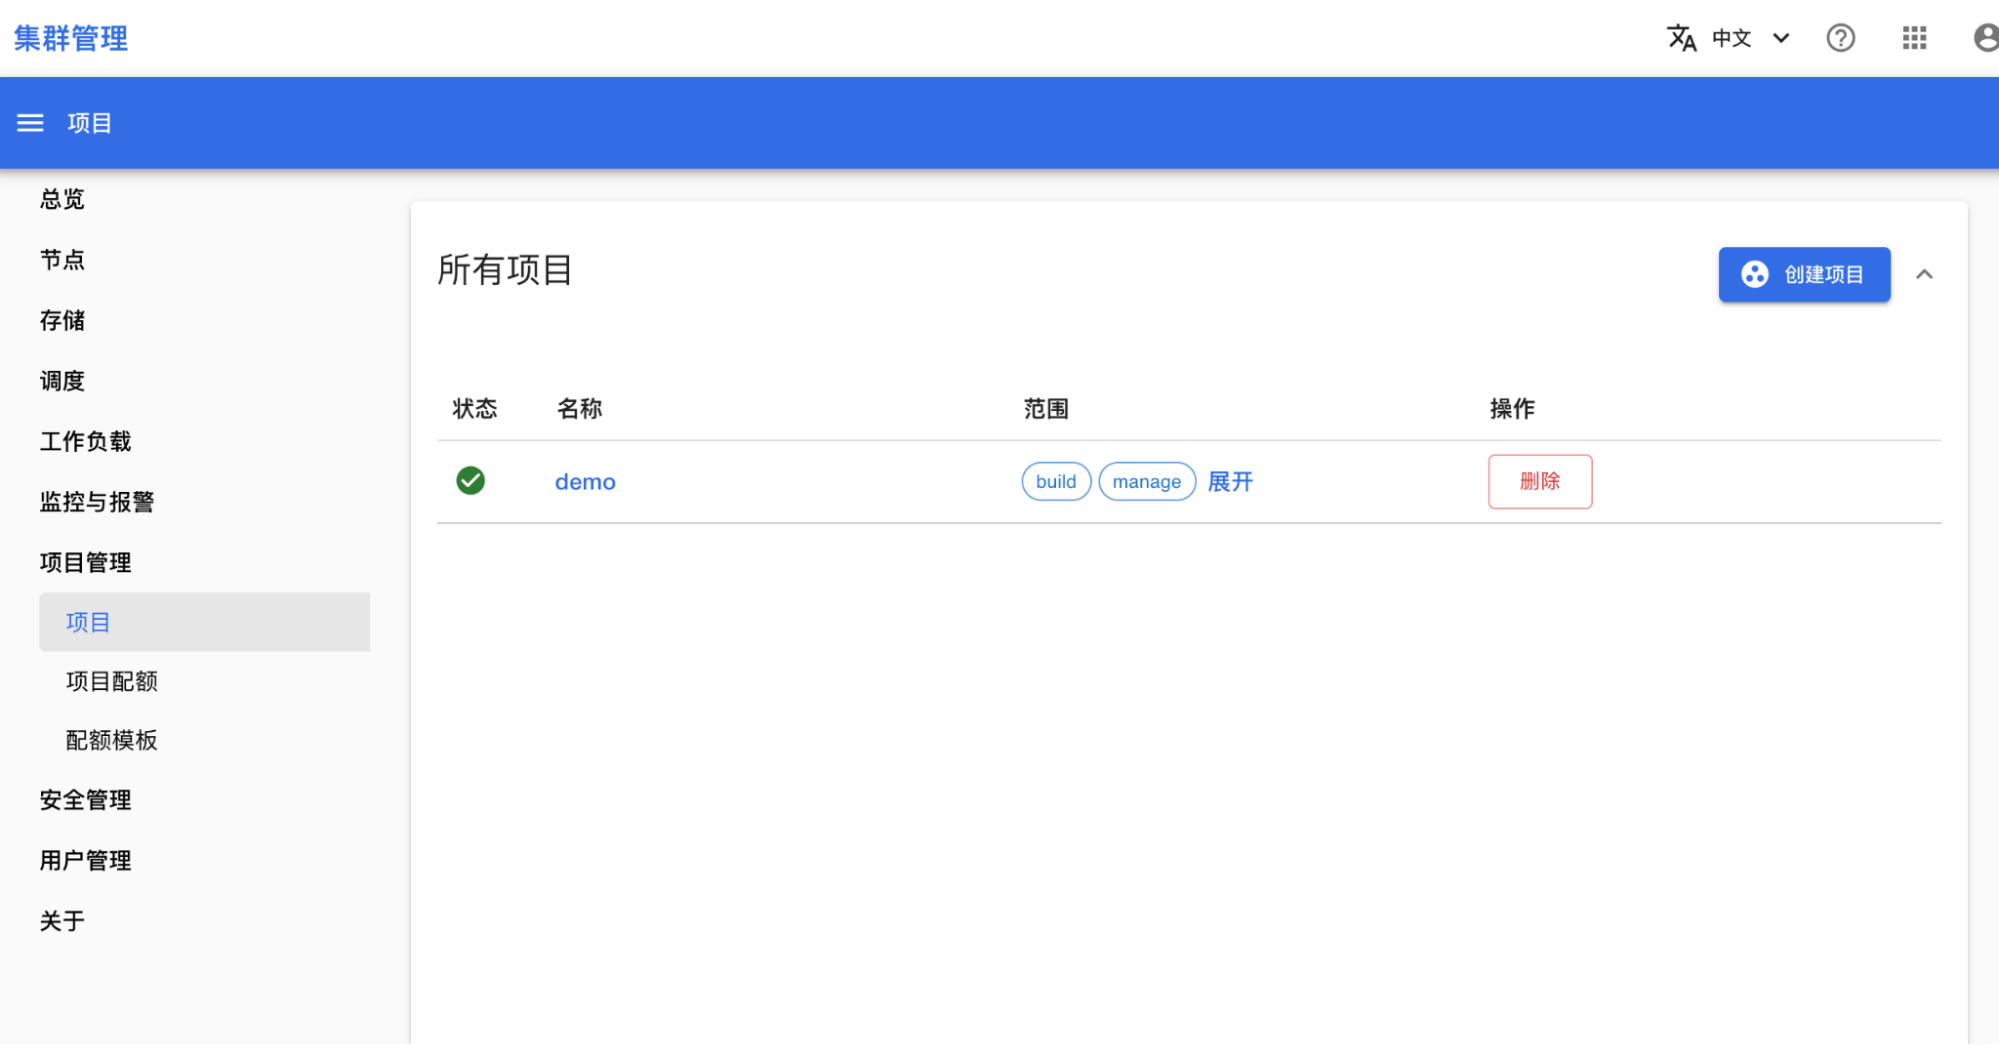 集群管理
中文
项目
总览
节点
存储
调度
工作负载
监控与报警
项目管理
项目
项目配额
配额模板
安全管理
用户管理
关于
所有项目
创建项目
状态 名称 范围 操作
demo build manage 展开 删除